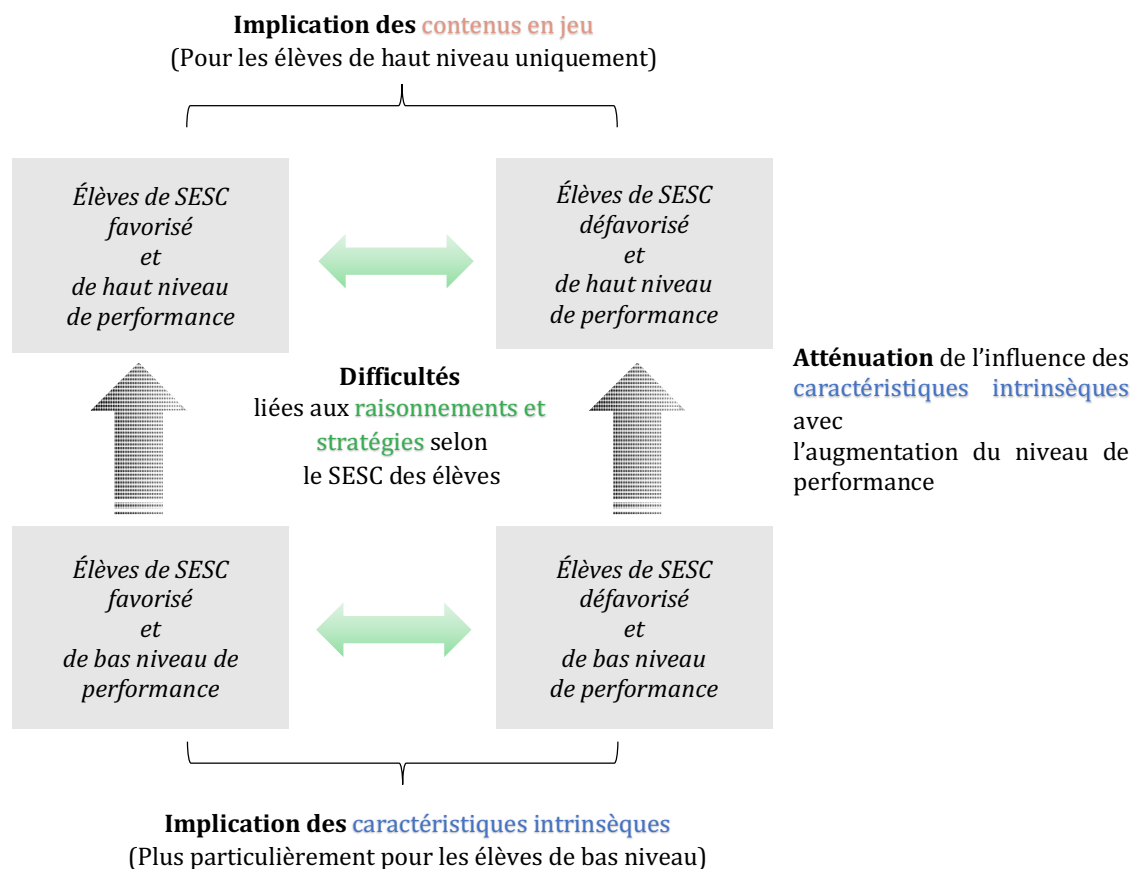 Implication des contenus en jeu
(Pour les élèves de haut niveau uniquement)
Élèves de SESC
favorisé
et
de haut niveau
de performance
Élèves de SESC
défavorisé
et
de haut niveau
de performance
Difficultés
liées aux raisonnements et
stratégies selon
le SESC des élèves
Atténuation de l'influence des
caractéristiques intrinsèques
avec
l'augmentation du niveau de
performance
Élèves de SESC
favorisé
et
de bas niveau de
performance
Élèves de SESC
défavorisé
et
de bas niveau
de performance
Implication des caractéristiques intrinsèques
(Plus particulièrement pour les élèves de bas niveau)